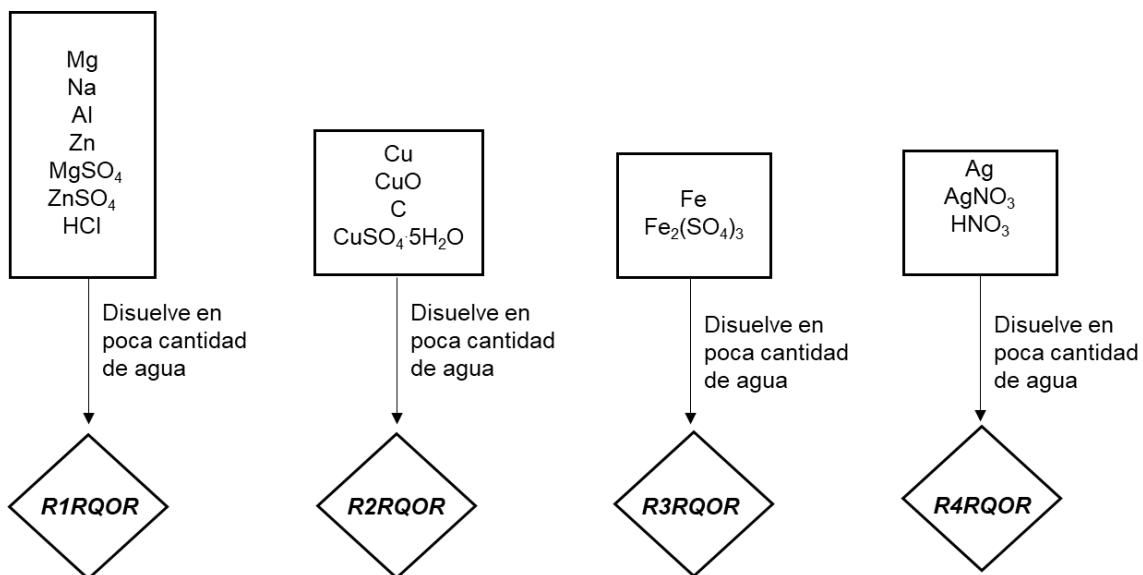 Mg
Na
Al
Zn
MgSO₄
ZnSO₄
HCl
Disuelve en
poca cantidad
de agua
R1RQOR
Cu
CuO
C
CuSO₄·5H₂O
Disuelve en
poca cantidad
de agua
R2RQOR
Fe
Fe₂(SO₄)₃
Disuelve en
poca cantidad
de agua
R3RQOR
Ag
AgNO₃
HNO₃
Disuelve en
poca cantidad
de agua
R4RQOR